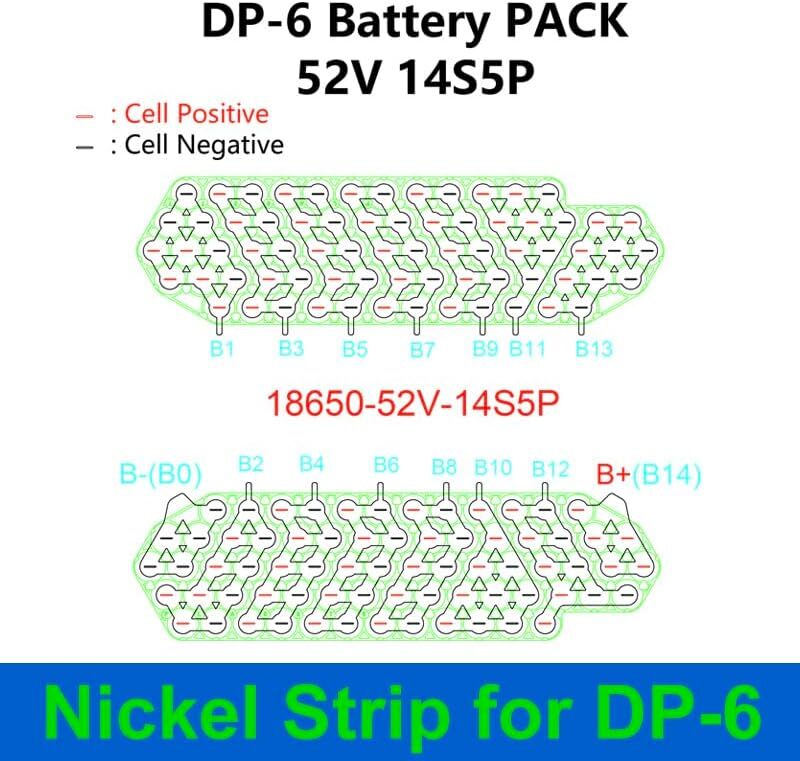 DP-6 Battery PACK
52V 14S5P
— : Cell Positive
— : Cell Negative
B1 B3 B5 B7 B9 B11 B13
18650-52V-14S5P
B-(B0) B2 B4 B6 B8 B10 B12 B+(B14)
Nickel Strip for DP-6